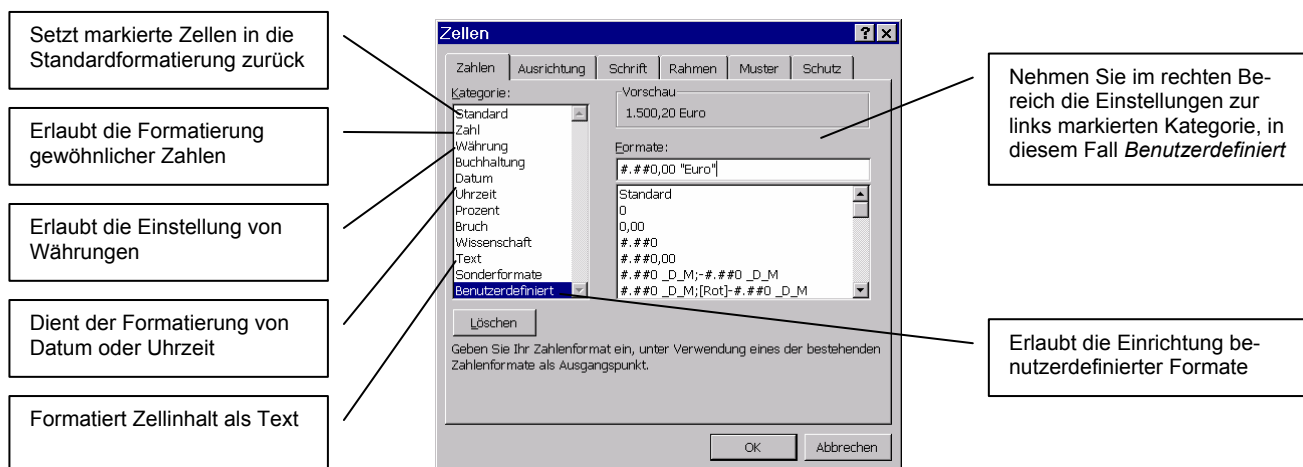 Setzt markierte Zellen in die
Standardformatierung zurück
Erlaubt die Formatierung
gewöhnlicher Zahlen
Erlaubt die Einstellung von
Währungen
Dient der Formatierung von
Datum oder Uhrzeit
Formatiert Zellinhalt als Text
Zellen
Zahlen Ausrichtung Schrift Rahmen Muster Schutz
Kategorie:
Standard
Zahl
Währung
Buchhaltung
Datum
Uhrzeit
Prozent
Bruch
Wissenschaft
Text
Sonderformate
Benutzerdefiniert
Vorschau
1.500,20 Euro
Formate:
#.##0,00 "Euro"
Standard
0
0,00
#.##0
#.##0,00
#.##0 _D_M;-#.##0 _D_M
#.##0 _D_M;[Rot]-#.##0 _D_M
Löschen
Geben Sie Ihr Zahlenformat ein, unter Verwendung eines der bestehenden
Zahlenformate als Ausgangspunkt.
OK Abbrechen
Nehmen Sie im rechten Be-
reich die Einstellungen zur
links markierten Kategorie, in
diesem Fall Benutzerdefiniert
Erlaubt die Einrichtung be-
nutzerdefinierter Formate